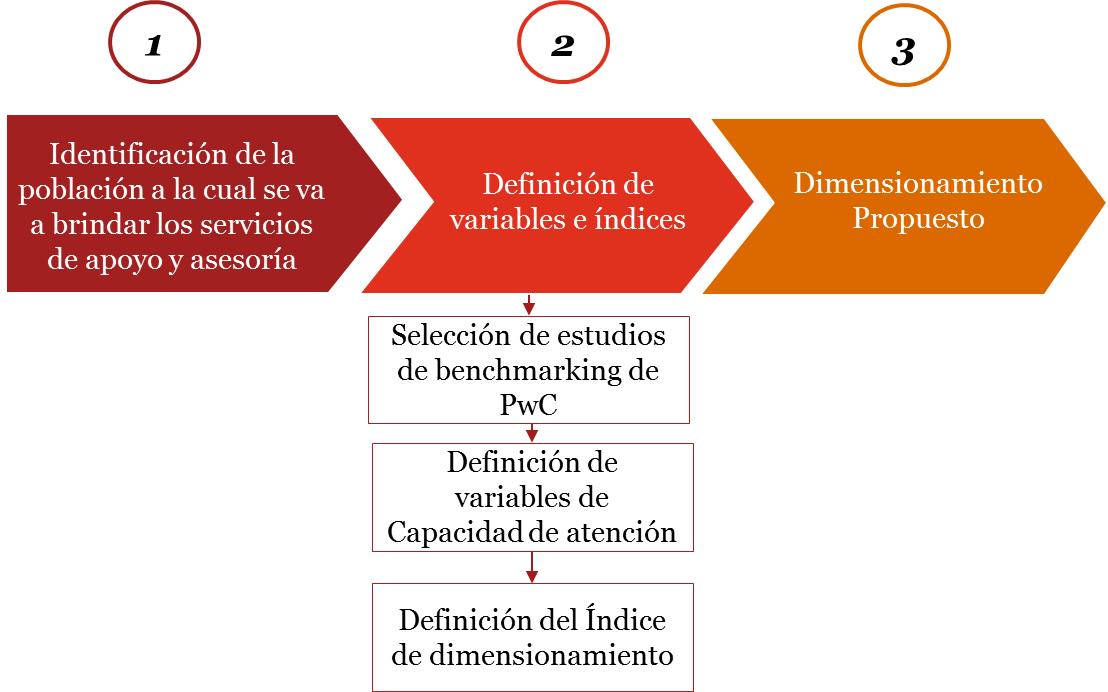 1
2
3
Identificación de la
población a la cual se va
a brindar los servicios
de apoyo y asesoría
Definición de
variables e índices
Dimensionamiento
Propuesto
Selección de estudios
de benchmarking de
PwC
Definición de
variables de
Capacidad de atención
Definición del Índice
de dimensionamiento